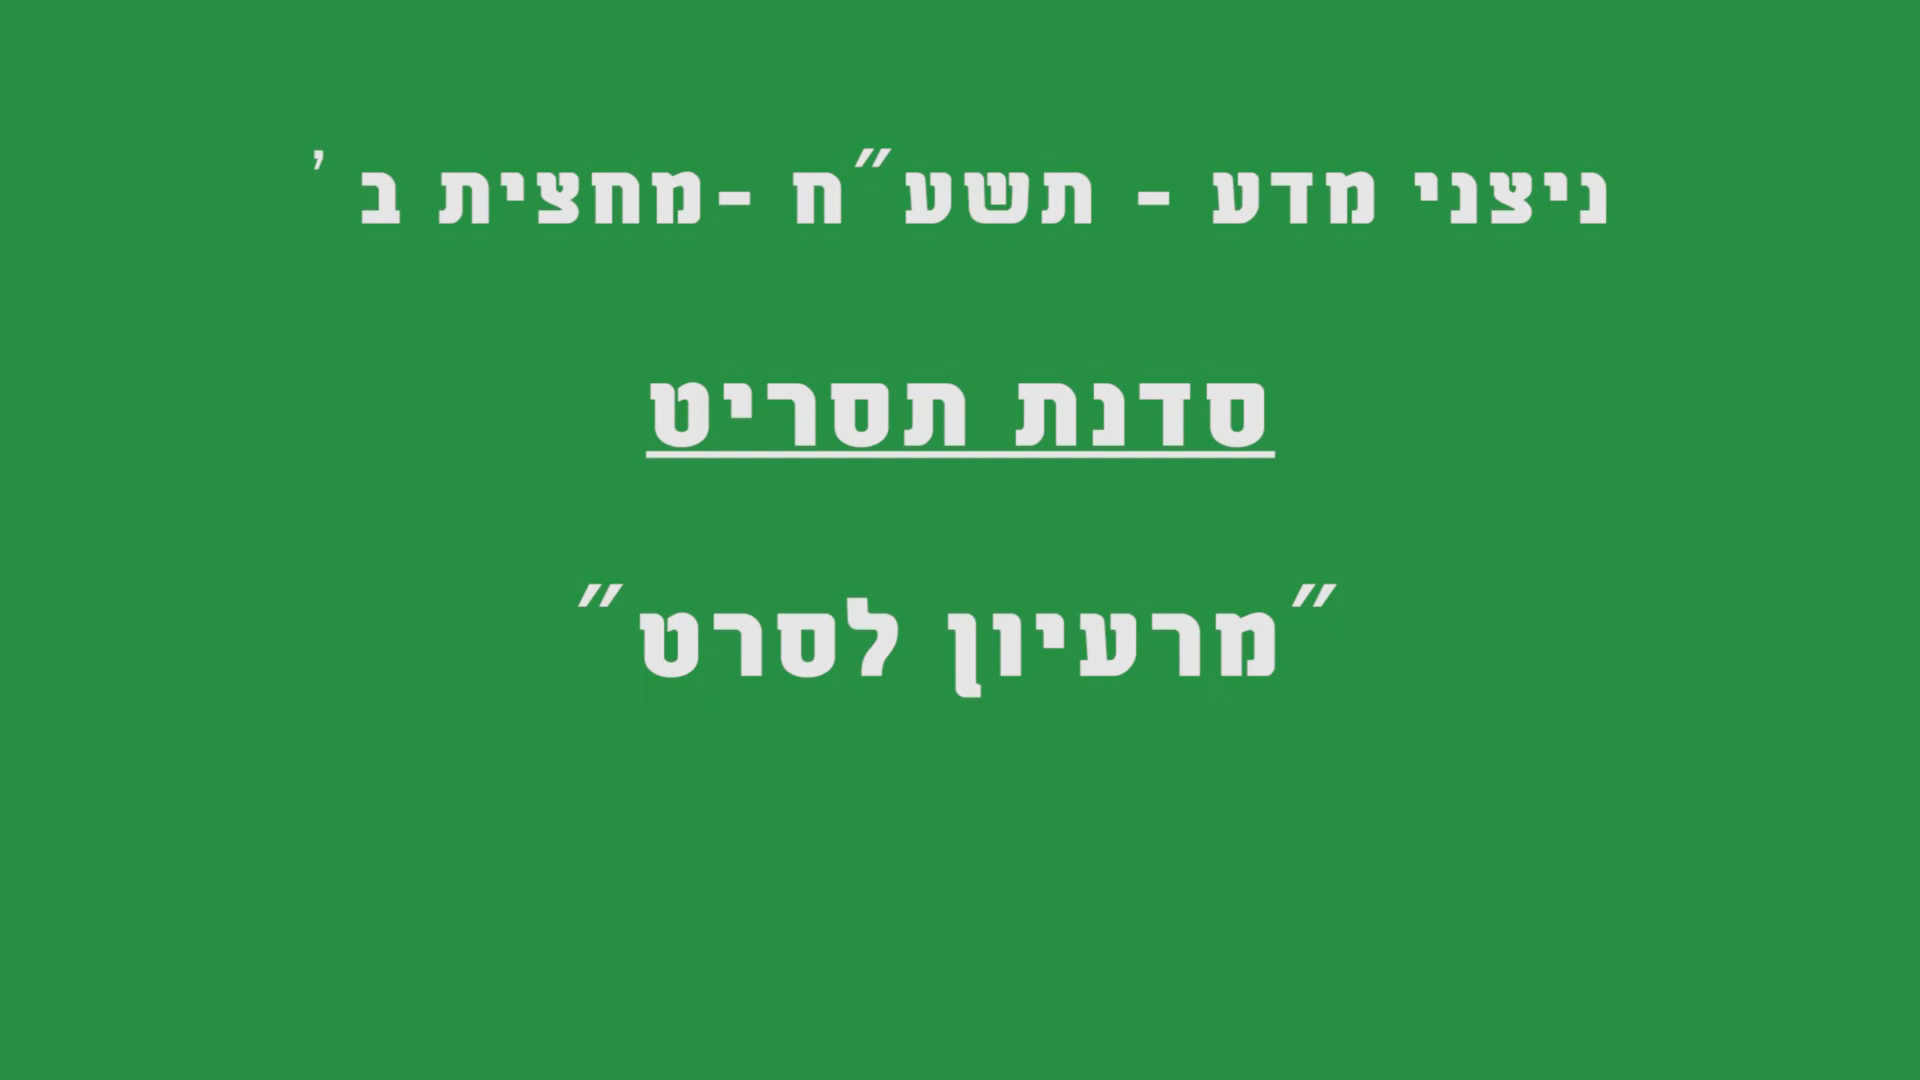 ניצני מדע - תשע״ח -מחצית ב ׳
סדנת תסריט
״מרעיון לסרט״